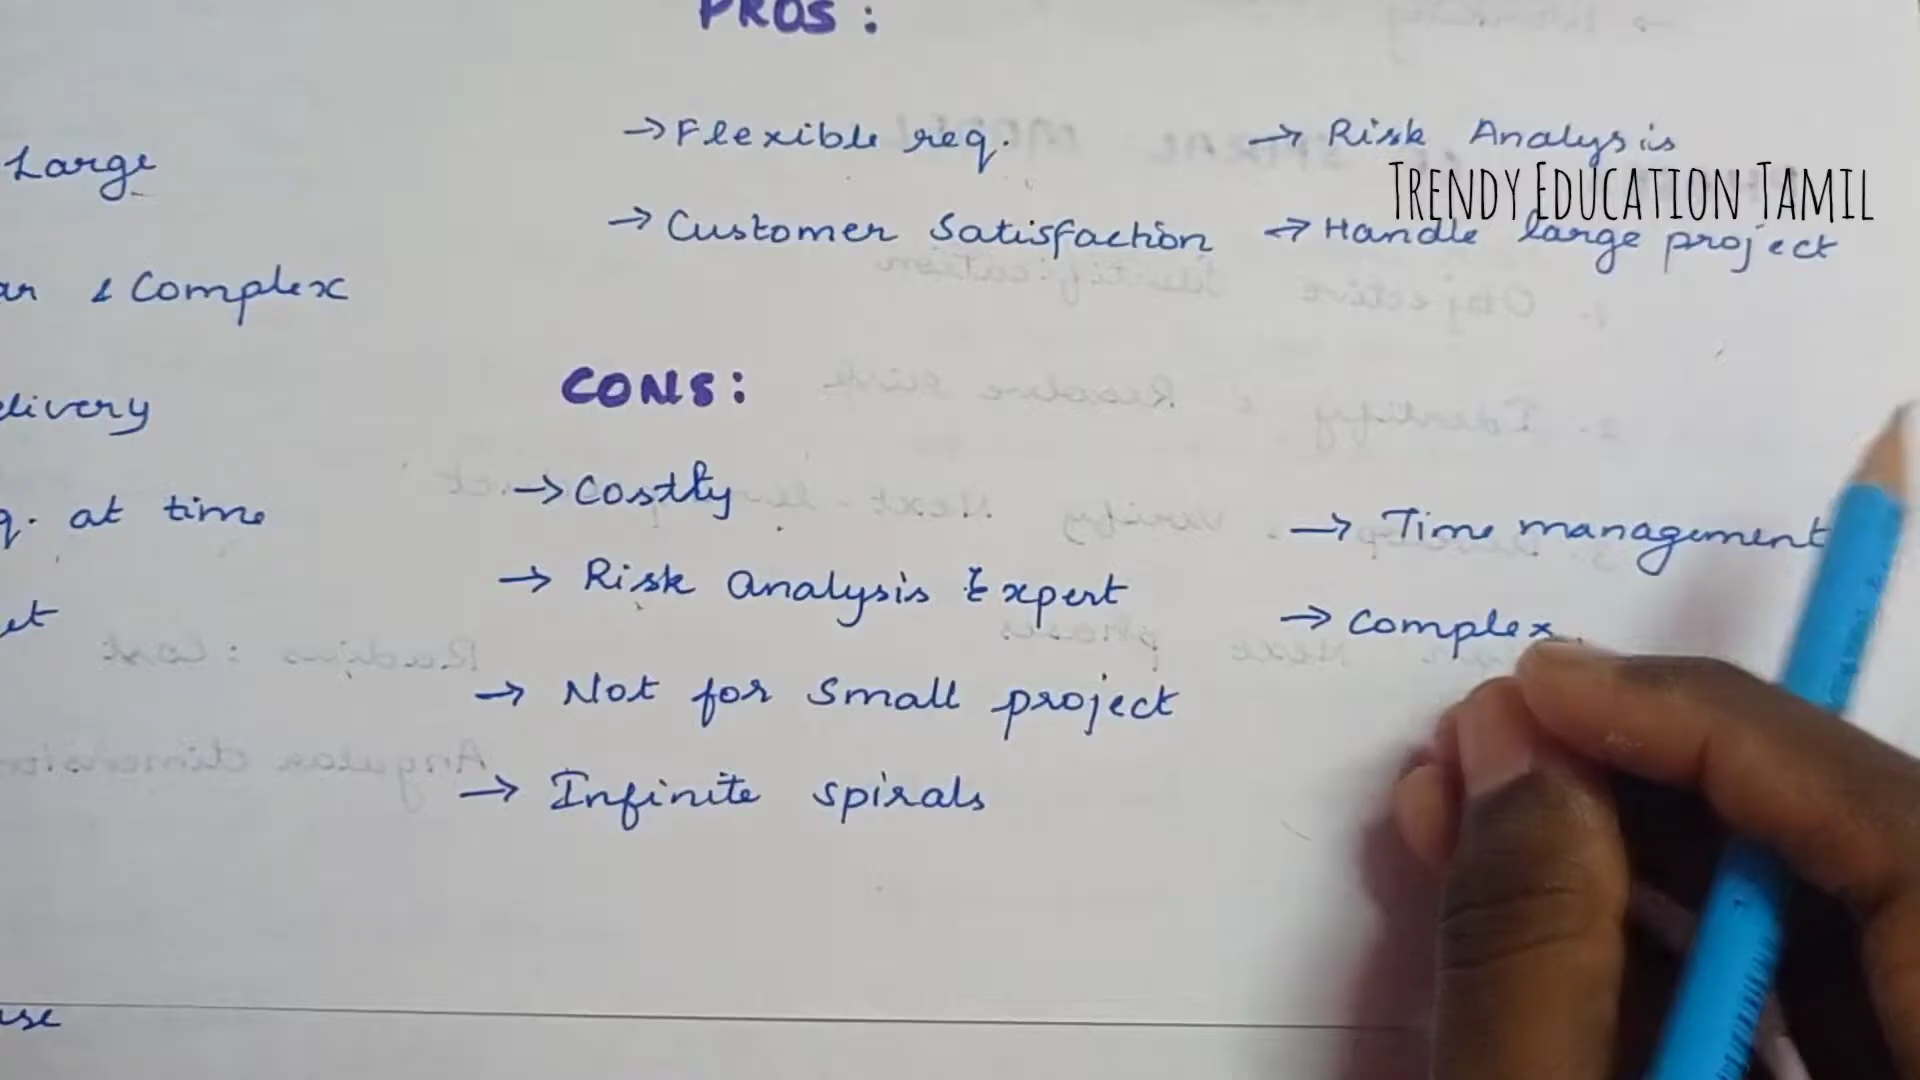 PROS:
→ Flexible req.
→ Risk Analysis
TRENDY EDUCATION TAMIL
→ Customer Satisfaction
→ Handle large project
Large
& Complex
CONS:
→ Costly
→ Time management
at time
→ Risk Analysis Expert
→ Complex.
→ Not for Small project
→ Infinite spirals